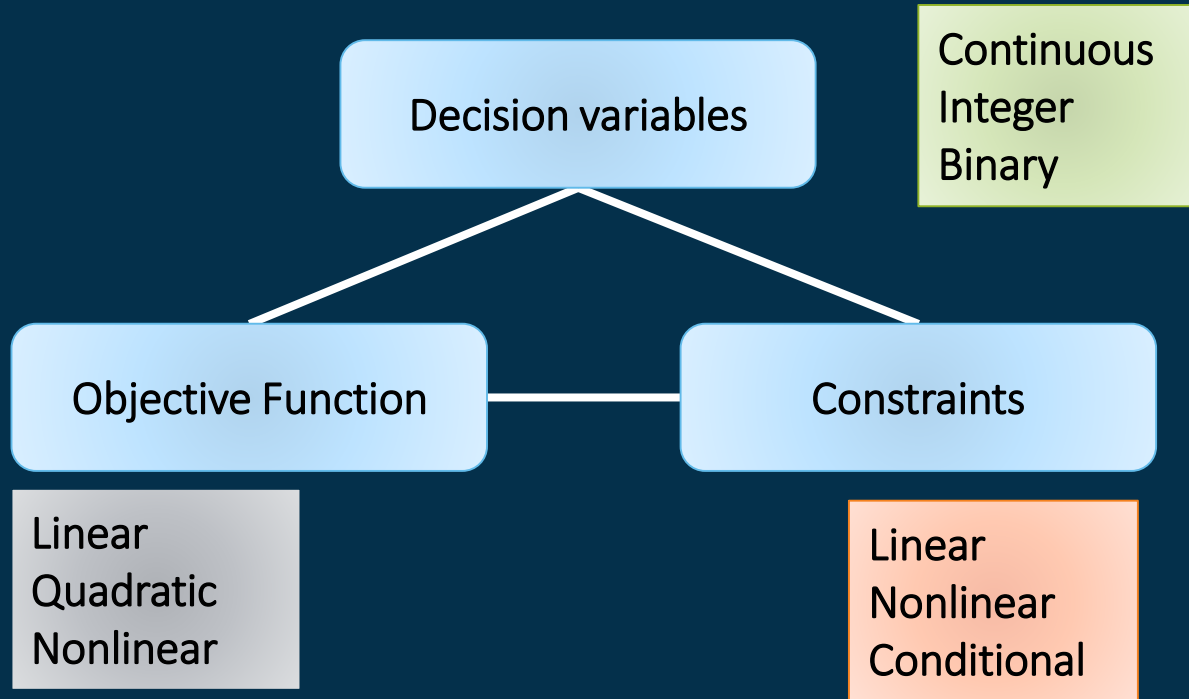 Decision variables
Continuous
Integer
Binary
Objective Function
Constraints
Linear
Quadratic
Nonlinear
Linear
Nonlinear
Conditional